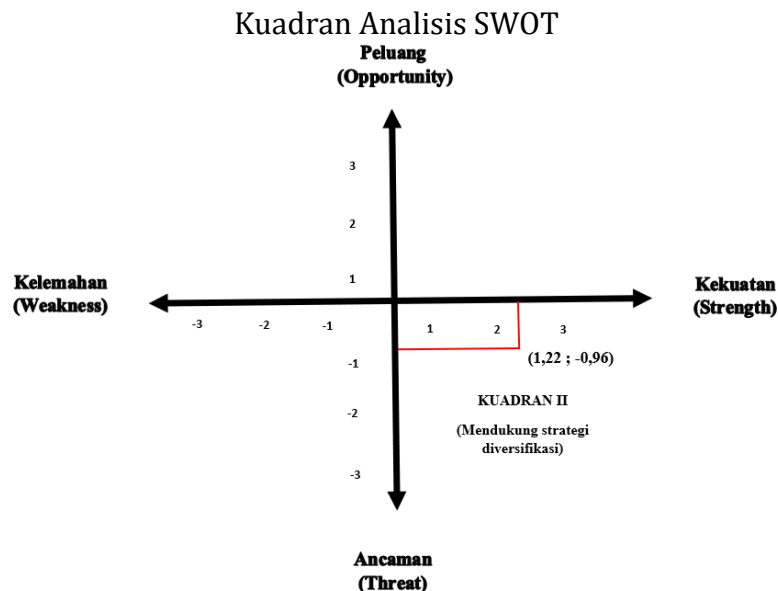 Kuadran Analisis SWOT
Peluang
(Opportunity)
3
2
1
Kelemahan
(Weakness)
Kekuatan
(Strength)
-3 -2 -1 1 2 3
-1
(1,22 ; -0,96)
KUADRAN II
-2
(Mendukung strategi
diversifikasi)
-3
Ancaman
(Threat)